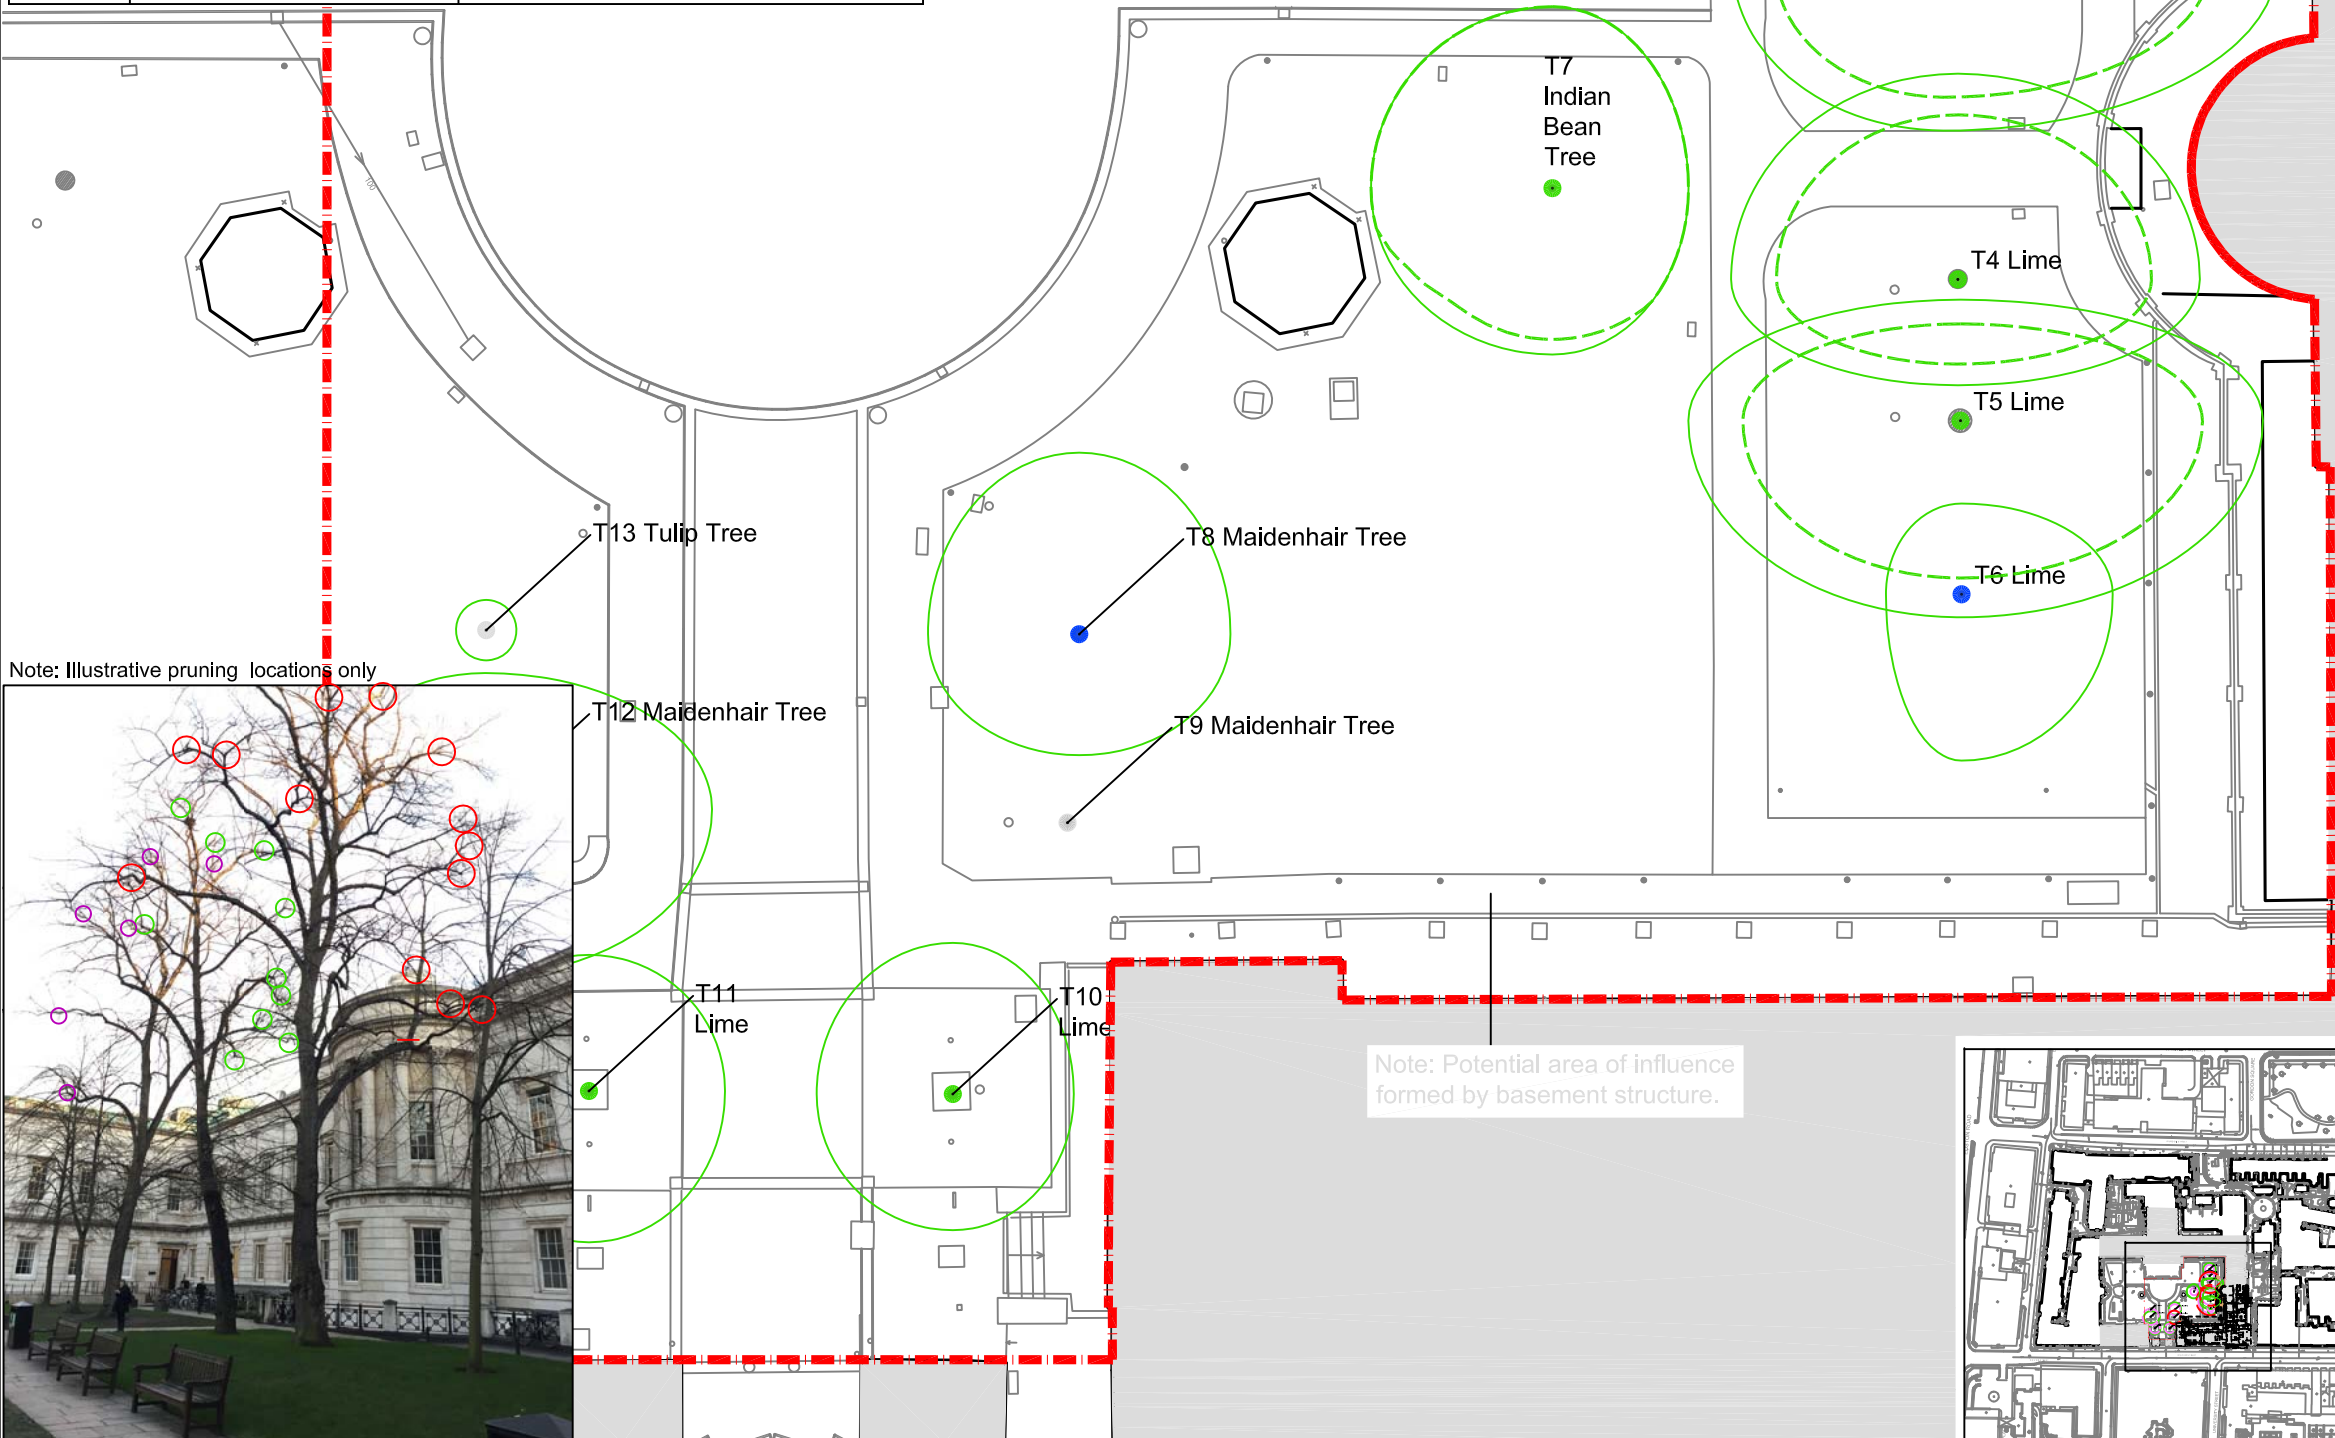 T7
Indian
Bean
Tree
100
T4 Lime
T5 Lime
T13 Tulip Tree
T8 Maidenhair Tree
T6 Lime
Note: Illustrative pruning locations only
T12 Maidenhair Tree
T9 Maidenhair Tree
T11
Lime
T10
Lime
Note: Potential area of influence
formed by basement structure.